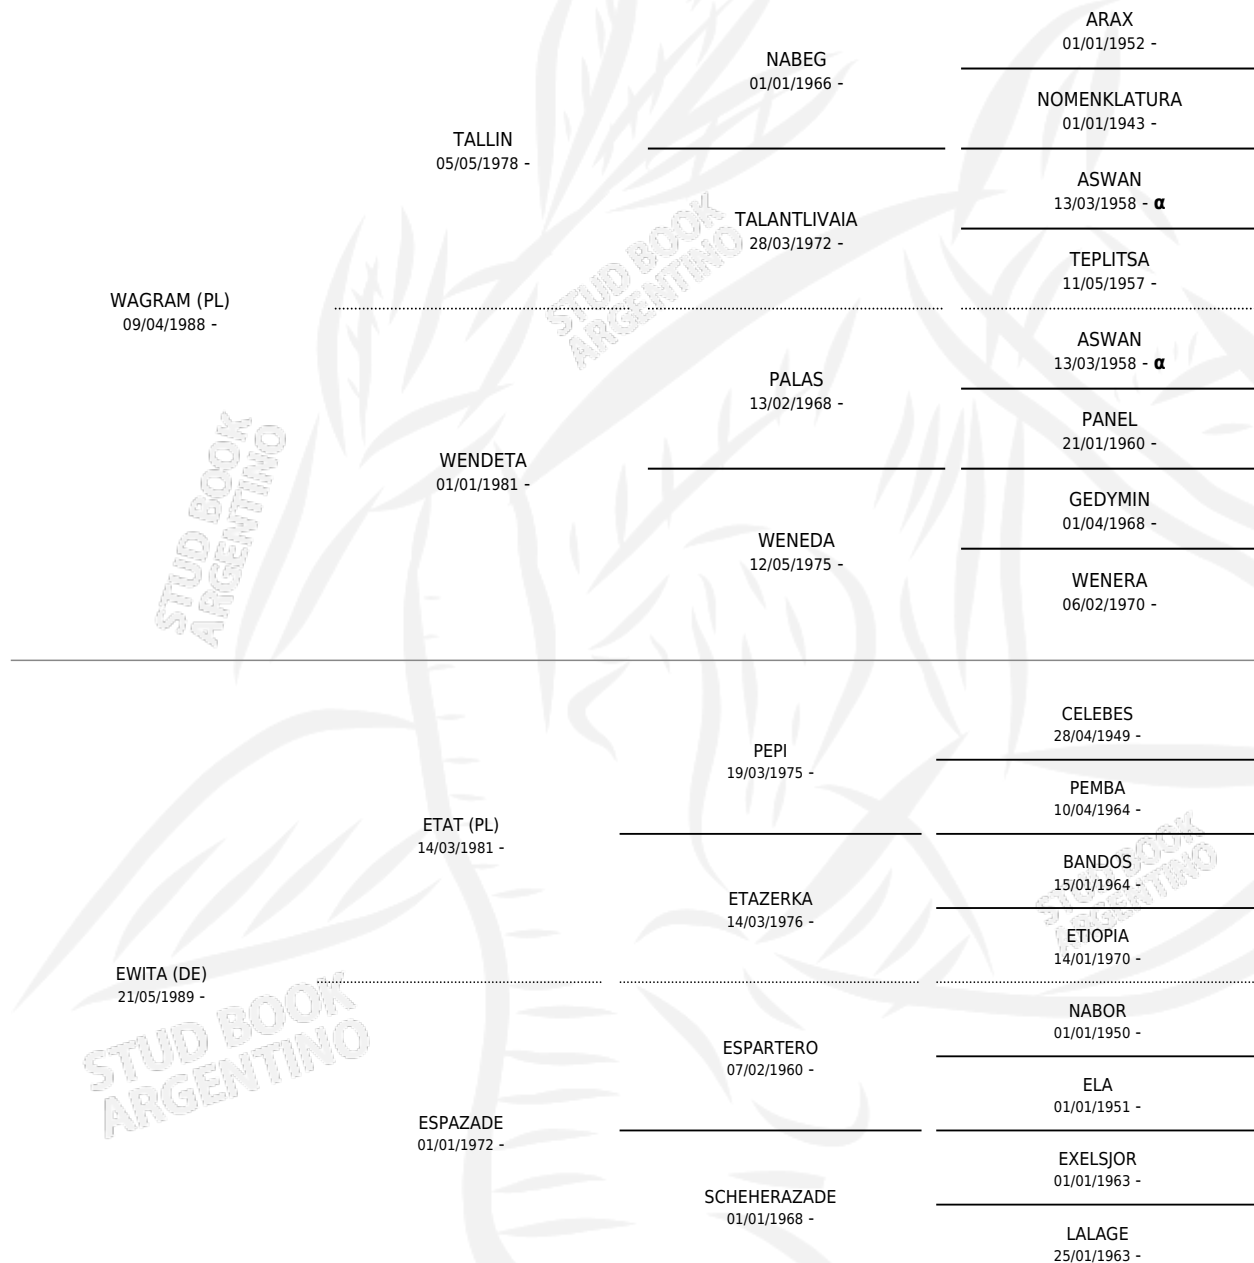 ARAX
01/01/1952 -
NABEG
01/01/1966 -
NOMENKLATURA
01/01/1943 -
TALLIN
05/05/1978 -
ASWAN
13/03/1958 - α
TALANTLIVAIA
28/03/1972 -
TEPLITSA
11/05/1957 -
WAGRAM (PL)
09/04/1988 -
ASWAN
13/03/1958 - α
PALAS
13/02/1968 -
PANEL
21/01/1960 -
WENDETA
01/01/1981 -
GEDYMIN
01/04/1968 -
WENEDA
12/05/1975 -
WENERA
06/02/1970 -
CELEBES
28/04/1949 -
PEPI
19/03/1975 -
PEMBA
10/04/1964 -
ETAT (PL)
14/03/1981 -
BANDOS
15/01/1964 -
ETAZERKA
14/03/1976 -
ETIOPIA
14/01/1970 -
EWITA (DE)
21/05/1989 -
NABOR
01/01/1950 -
ESPARTERO
07/02/1960 -
ELA
01/01/1951 -
ESPAZADE
01/01/1972 -
EXELSJOR
01/01/1963 -
SCHEHERAZADE
01/01/1968 -
LALAGE
25/01/1963 -
STUD BOOK
ARGENTINO
STUD BOOK
ARGENTINO
STUD BOOK
ARGENTINO
STUD BOOK
ARGENTINO